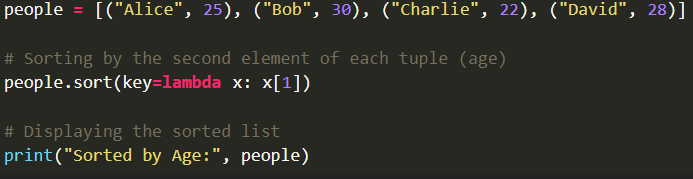 people = [("Alice", 25), ("Bob", 30), ("Charlie", 22), ("David", 28)]
# Sorting by the second element of each tuple (age)
people.sort(key=lambda x: x[1])
# Displaying the sorted list
print("Sorted by Age:", people)